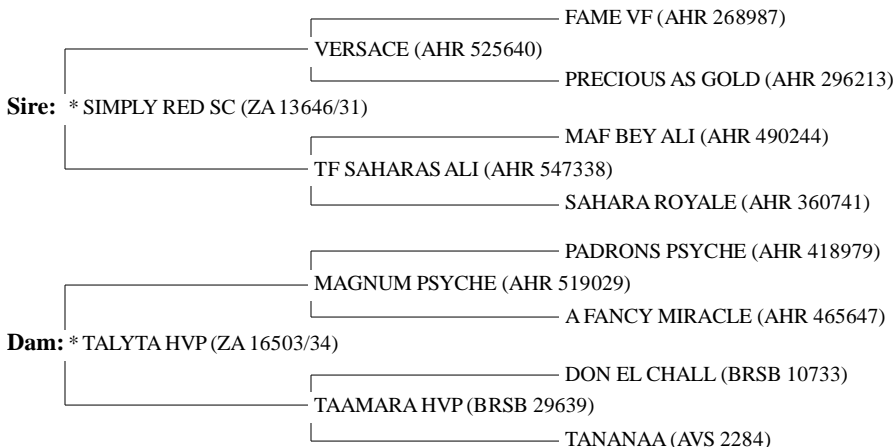 FAME VF (AHR 268987)
VERSACE (AHR 525640)
PRECIOUS AS GOLD (AHR 296213)
Sire: * SIMPLY RED SC (ZA 13646/31)
MAF BEY ALI (AHR 490244)
TF SAHARAS ALI (AHR 547338)
SAHARA ROYALE (AHR 360741)
PADRONS PSYCHE (AHR 418979)
MAGNUM PSYCHE (AHR 519029)
A FANCY MIRACLE (AHR 465647)
Dam: * TALYTA HVP (ZA 16503/34)
DON EL CHALL (BRSB 10733)
TAAMARA HVP (BRSB 29639)
TANANAA (AVS 2284)